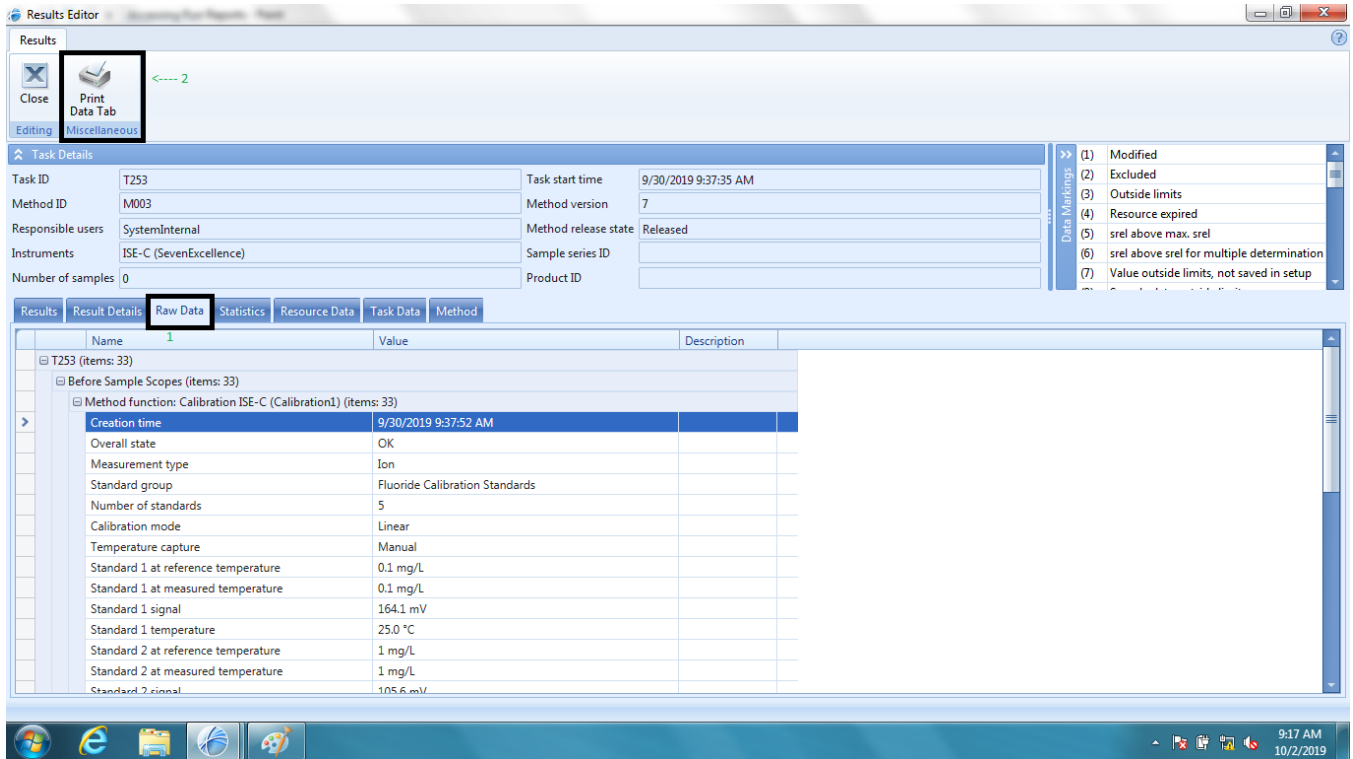 Results Editor
Results
Close
Print
Data Tab
<---- 2
Editing
Miscellaneous
Task Details
Task ID T253 Task start time 9/30/2019 9:37:35 AM
Method ID M003 Method version 7
Responsible users SystemInternal Method release state Released
Instruments ISE-C (SevenExcellence) Sample series ID
Number of samples 0 Product ID
Data Markings
(1) Modified
(2) Excluded
(3) Outside limits
(4) Resource expired
(5) srel above max. srel
(6) srel above srel for multiple determination
(7) Value outside limits, not saved in setup
Results Result Details Raw Data Statistics Resource Data Task Data Method
1
Name Value Description
T253 (items: 33)
Before Sample Scopes (items: 33)
Method function: Calibration ISE-C (Calibration1) (items: 33)
Creation time 9/30/2019 9:37:52 AM
Overall state OK
Measurement type Ion
Standard group Fluoride Calibration Standards
Number of standards 5
Calibration mode Linear
Temperature capture Manual
Standard 1 at reference temperature 0.1 mg/L
Standard 1 at measured temperature 0.1 mg/L
Standard 1 signal 164.1 mV
Standard 1 temperature 25.0 °C
Standard 2 at reference temperature 1 mg/L
Standard 2 at measured temperature 1 mg/L
Standard 2 signal 105.6 mV
9:17 AM
10/2/2019